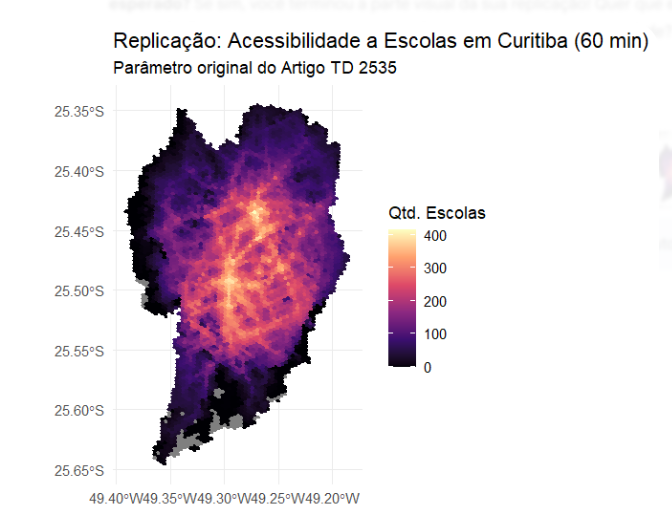 Replicação: Acessibilidade a Escolas em Curitiba (60 min)
Parâmetro original do Artigo TD 2535
25.35°S
25.40°S
25.45°S
25.50°S
25.55°S
25.60°S
25.65°S
49.40°W49.35°W49.30°W49.25°W49.20°W
Qtd. Escolas
400
300
200
100
0